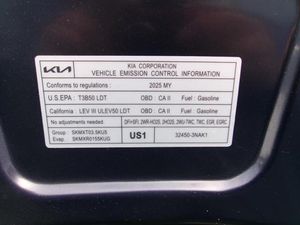 KIA
KIA CORPORATION
VEHICLE EMISSION CONTROL INFORMATION
Conforms to regulations : 2025 MY
U.S.EPA : T3B50 LDT OBD : CA II Fuel : Gasoline
California : LEV III ULEV50 LDT OBD : CA II Fuel : Gasoline
No adjustments needed. DFI+SFI, 2WR-HO2S, 2HO2S, 2WU-TWC, TWC, EGR, EGRC
Group : SKMXT03.5KU5
Evap. : SKMXR0155KUG
US1
32450-3NAK1